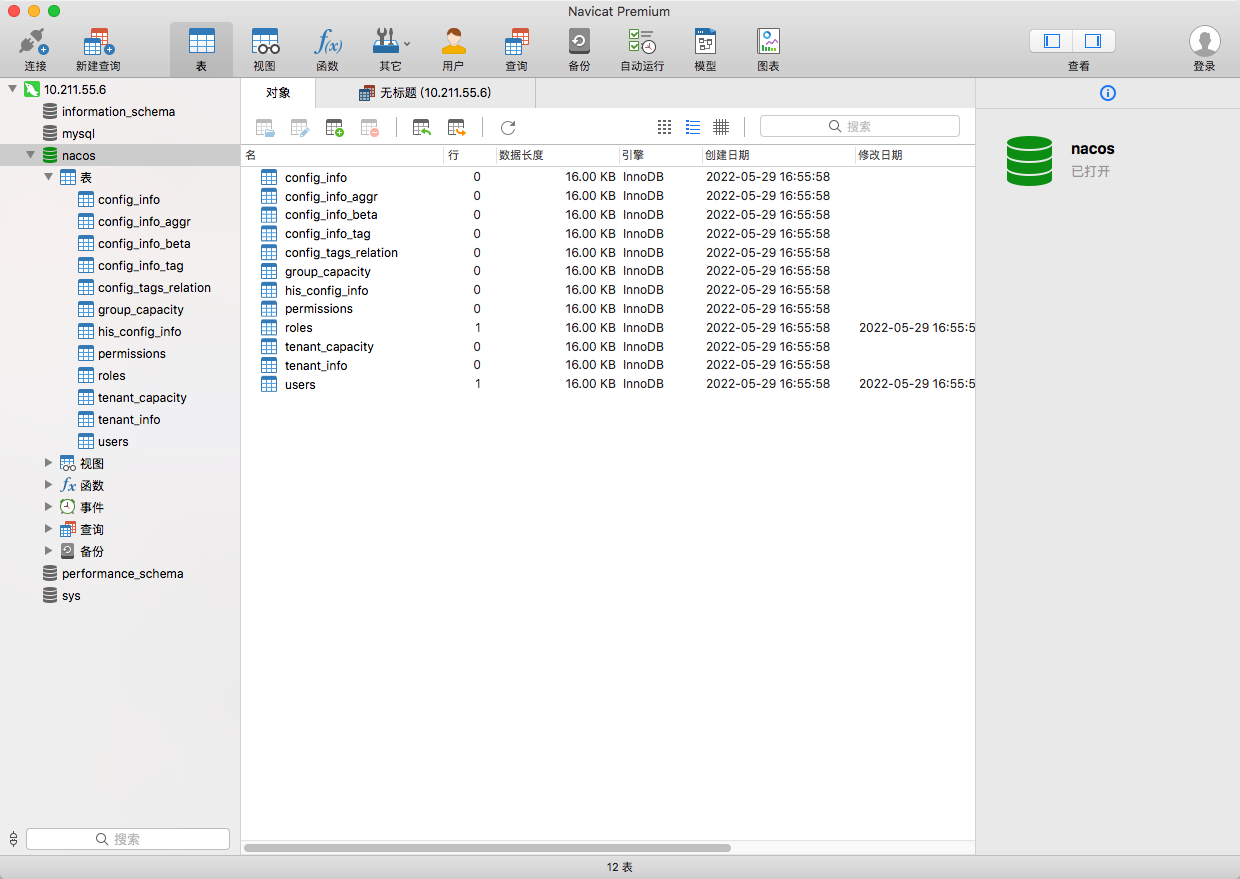 Navicat Premium
连接 新建查询 表 视图 函数 其它 用户 查询 备份 自动运行 模型 图表 查看 登录
10.211.55.6
information_schema
mysql
nacos
表
config_info
config_info_aggr
config_info_beta
config_info_tag
config_tags_relation
group_capacity
his_config_info
permissions
roles
tenant_capacity
tenant_info
users
视图
函数
事件
查询
备份
performance_schema
sys
搜索
对象 无标题 (10.211.55.6)
搜索
名 行 数据长度 引擎 创建日期 修改日期
config_info 0 16.00 KB InnoDB 2022-05-29 16:55:58
config_info_aggr 0 16.00 KB InnoDB 2022-05-29 16:55:58
config_info_beta 0 16.00 KB InnoDB 2022-05-29 16:55:58
config_info_tag 0 16.00 KB InnoDB 2022-05-29 16:55:58
config_tags_relation 0 16.00 KB InnoDB 2022-05-29 16:55:58
group_capacity 0 16.00 KB InnoDB 2022-05-29 16:55:58
his_config_info 0 16.00 KB InnoDB 2022-05-29 16:55:58
permissions 0 16.00 KB InnoDB 2022-05-29 16:55:58
roles 1 16.00 KB InnoDB 2022-05-29 16:55:58 2022-05-29 16:55:5
tenant_capacity 0 16.00 KB InnoDB 2022-05-29 16:55:58
tenant_info 0 16.00 KB InnoDB 2022-05-29 16:55:58
users 1 16.00 KB InnoDB 2022-05-29 16:55:58 2022-05-29 16:55:5
nacos
已打开
12 表